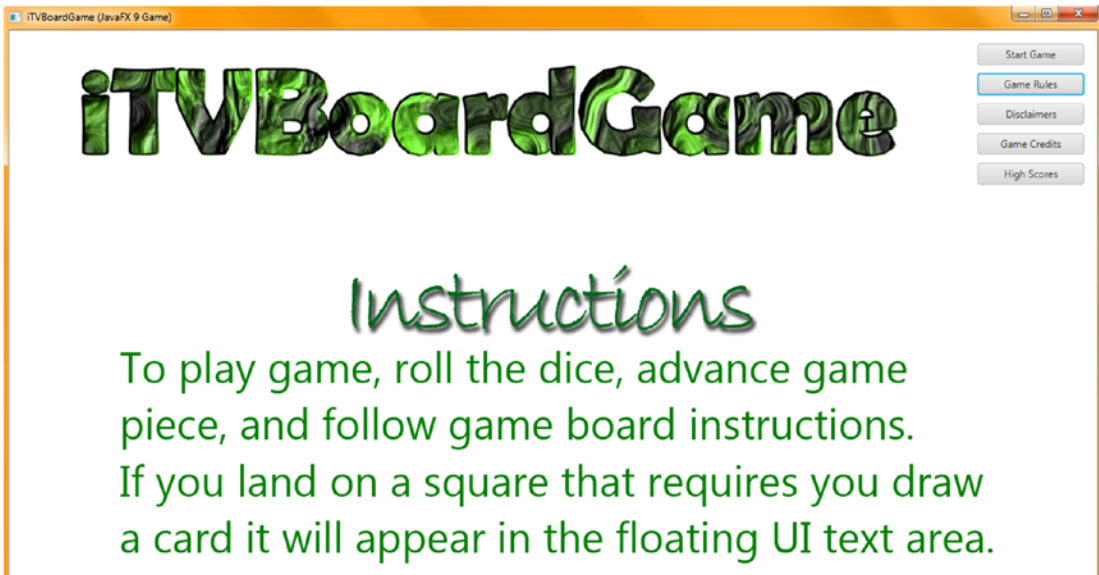 iTVBoardGame (JavaFX 9 Game)
iTVBoardGame
Start Game
Game Rules
Disclaimers
Game Credits
High Scores
Instructions
To play game, roll the dice, advance game
piece, and follow game board instructions.
If you land on a square that requires you draw
a card it will appear in the floating UI text area.